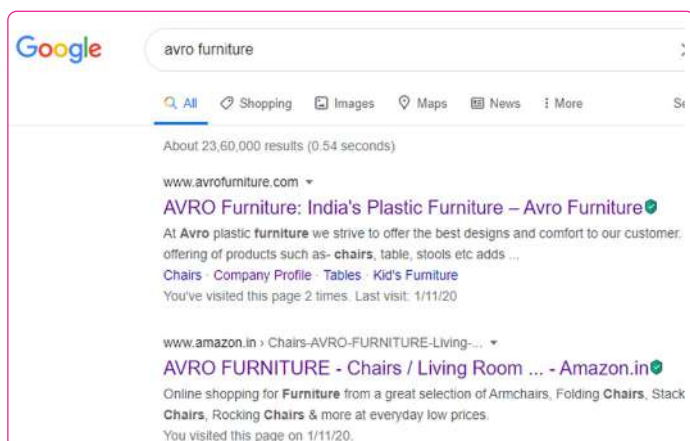 Google
avro furniture
All Shopping Images Maps News More
About 23,60,000 results (0.54 seconds)
www.avrofurniture.com
AVRO Furniture: India's Plastic Furniture – Avro Furniture
At Avro plastic furniture we strive to offer the best designs and comfort to our customer.
offering of products such as- chairs, table, stools etc adds ...
Chairs · Company Profile · Tables · Kid's Furniture
You've visited this page 2 times. Last visit: 1/11/20
www.amazon.in › Chairs-AVRO-FURNITURE-Living-...
AVRO FURNITURE - Chairs / Living Room ... - Amazon.in
Online shopping for Furniture from a great selection of Armchairs, Folding Chairs, Stack
Chairs, Rocking Chairs & more at everyday low prices.
You visited this page on 1/11/20.